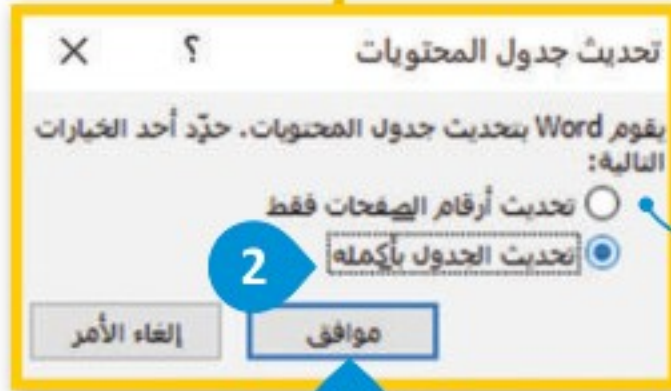 تحديث جدول المحتويات ؟ ×
يقوم Word بتحديث جدول المحتويات. حدّد أحد الخيارات
التالية:
تحديث أرقام الصفحات فقط
تحديث الجدول بأكمله
2
موافق إلغاء الأمر